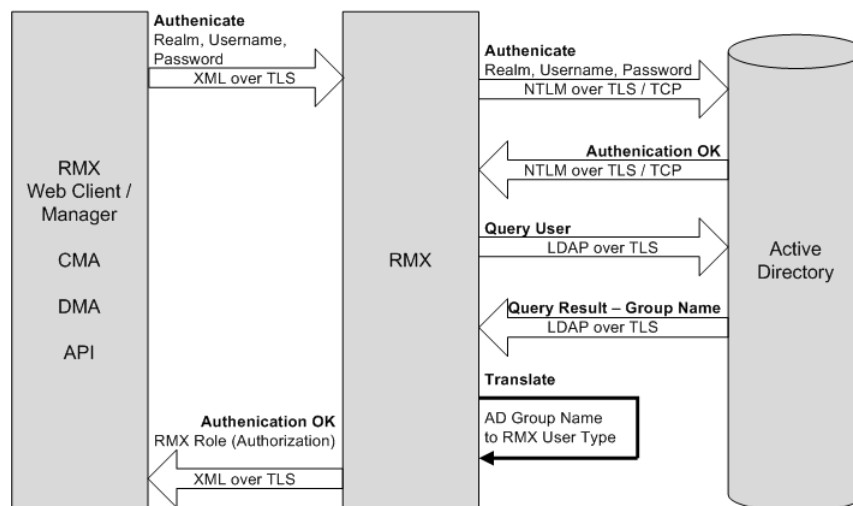 Authenicate
Realm, Username,
Password
XML over TLS
Authenicate
Realm, Username, Password
NTLM over TLS / TCP
Authenication OK
NTLM over TLS / TCP
RMX
Web Client /
Manager
CMA
DMA
API
RMX
Query User
LDAP over TLS
Active
Directory
Query Result – Group Name
LDAP over TLS
Translate
AD Group Name
to RMX User Type
Authenication OK
RMX Role (Authorization)
XML over TLS